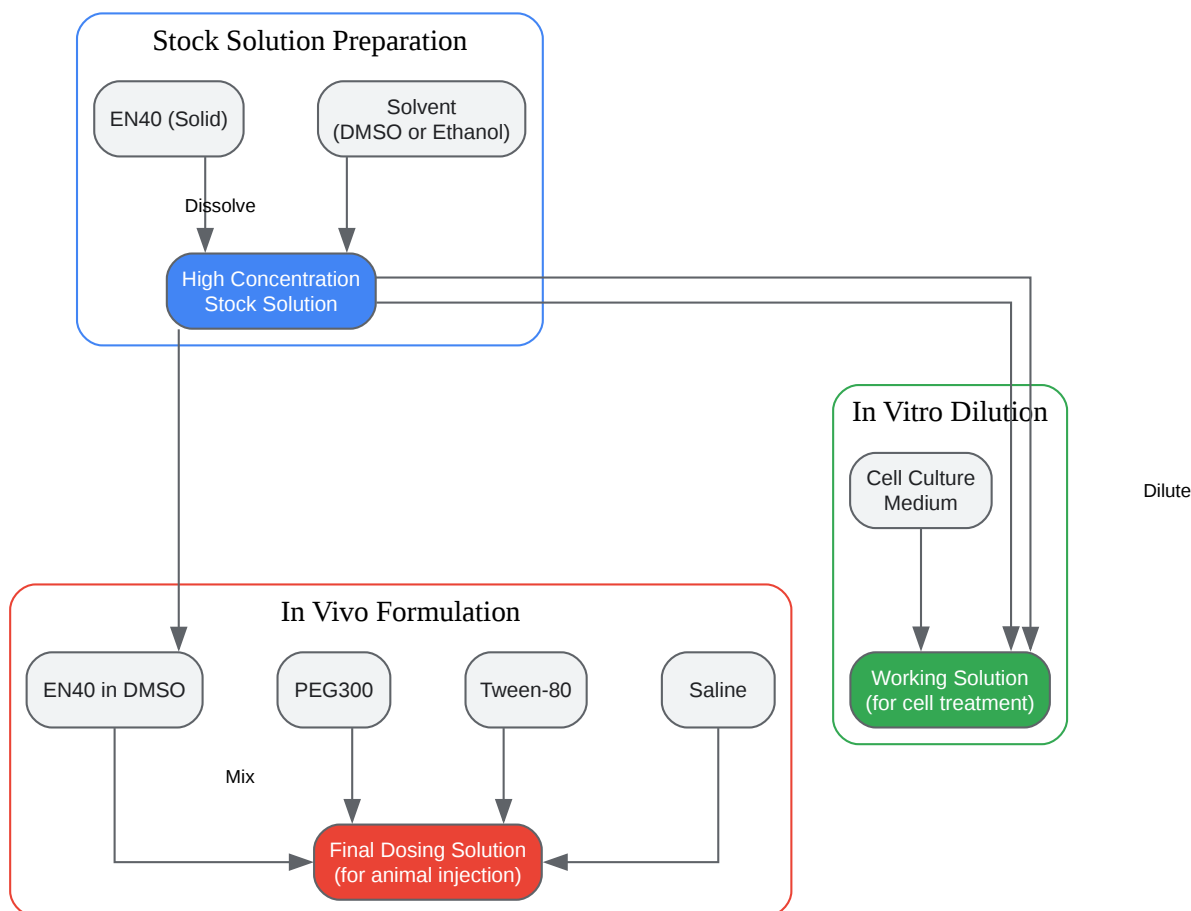 Stock Solution Preparation
EN40 (Solid)
Solvent
(DMSO or Ethanol)
Dissolve
High Concentration
Stock Solution
In Vitro Dilution
Cell Culture
Medium
Dilute
Working Solution
(for cell treatment)
In Vivo Formulation
EN40 in DMSO
PEG300
Tween-80
Saline
Mix
Final Dosing Solution
(for animal injection)